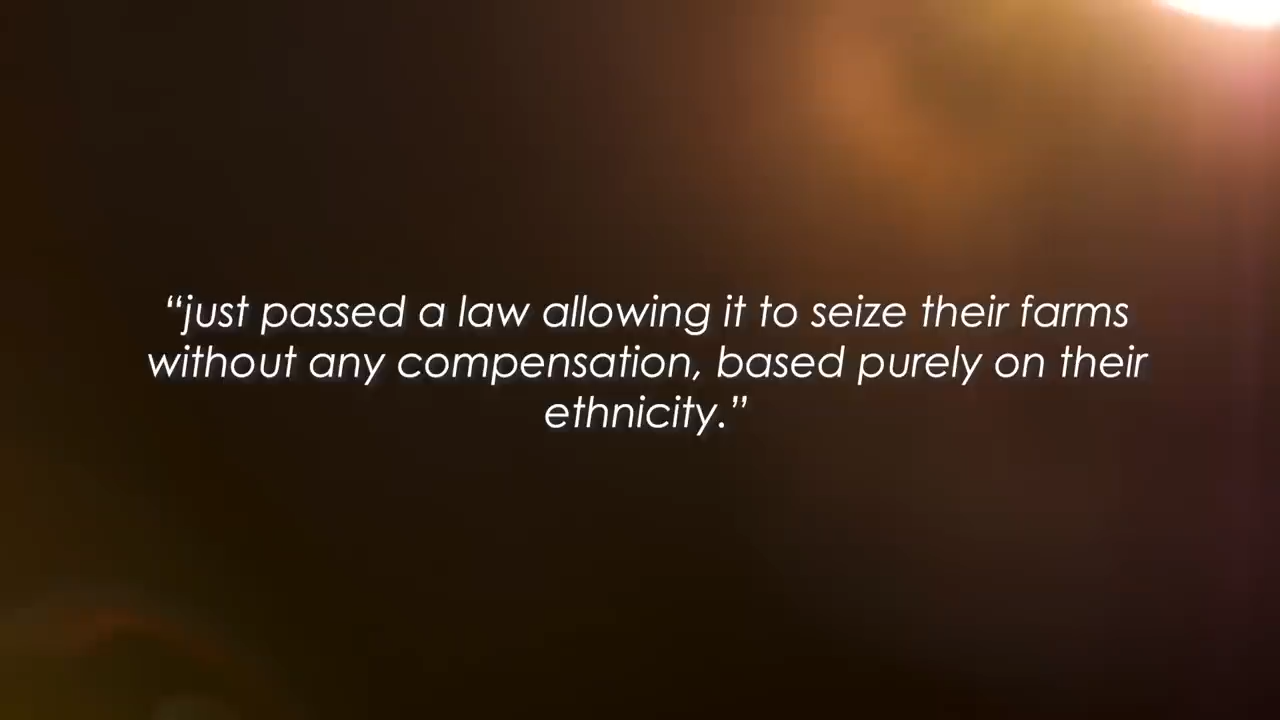 “just passed a law allowing it to seize their farms
without any compensation, based purely on their
ethnicity.”